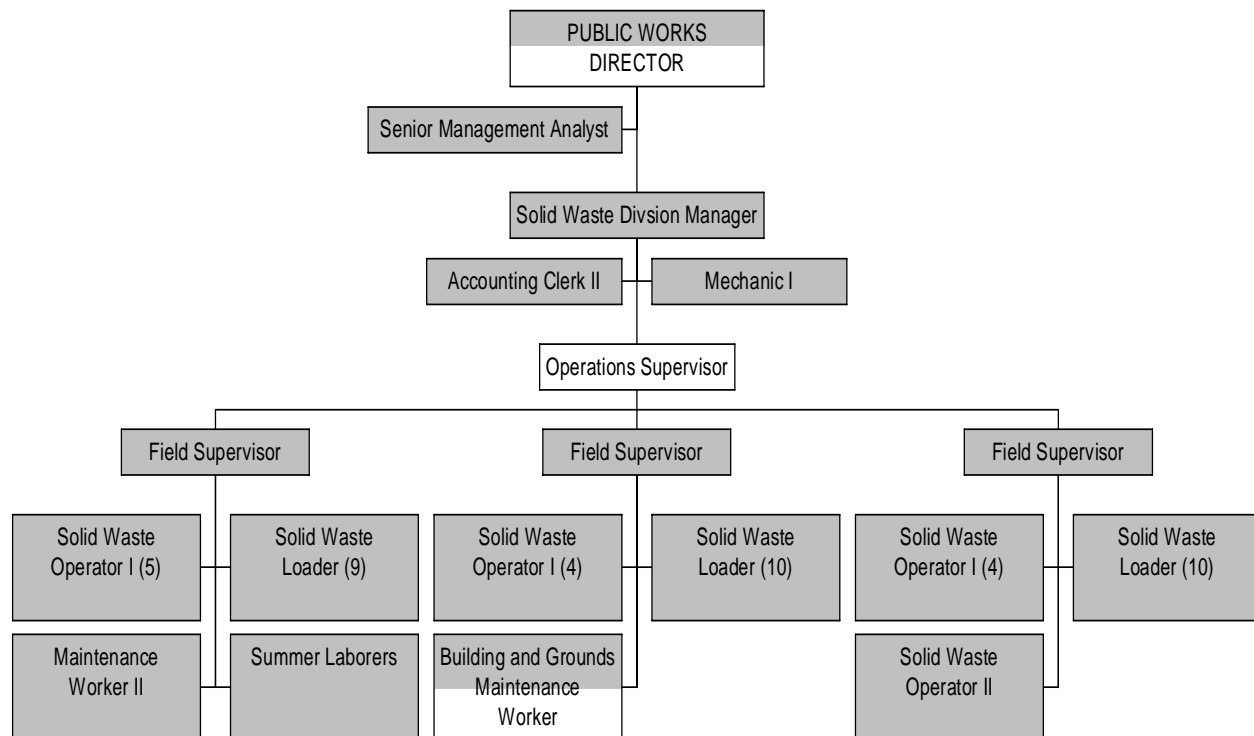 PUBLIC WORKS
DIRECTOR
Senior Management Analyst
Solid Waste Divsion Manager
Accounting Clerk II
Mechanic I
Operations Supervisor
Field Supervisor
Field Supervisor
Field Supervisor
Solid Waste
Operator I (5)
Solid Waste
Loader (9)
Solid Waste
Operator I (4)
Solid Waste
Loader (10)
Solid Waste
Operator I (4)
Solid Waste
Loader (10)
Maintenance
Worker II
Summer Laborers
Building and Grounds
Maintenance
Worker
Solid Waste
Operator II